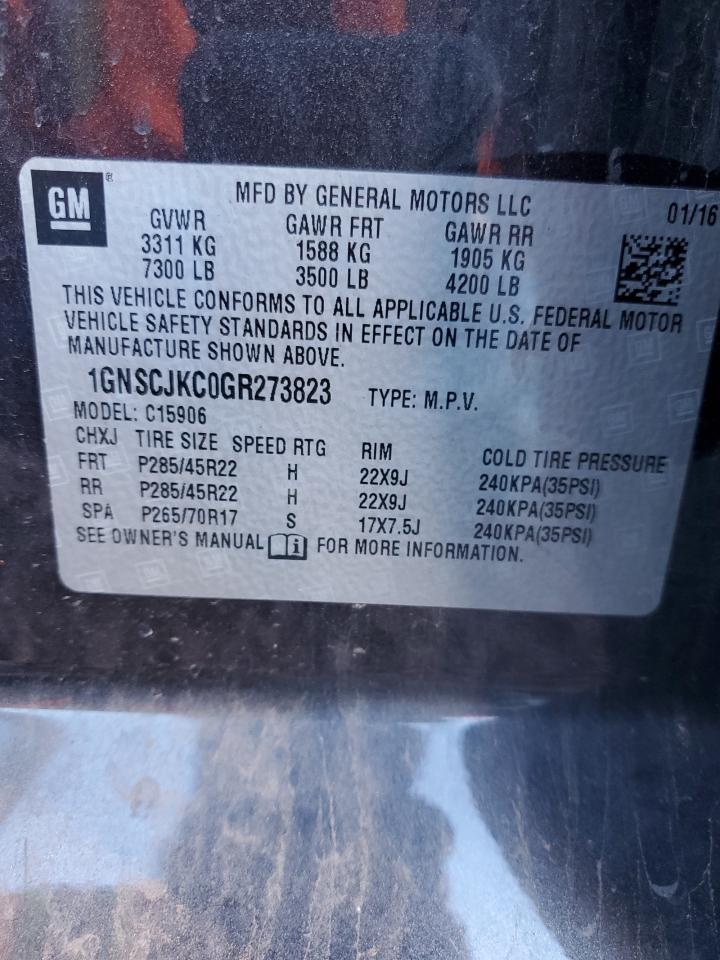 GM ®
MFD BY GENERAL MOTORS LLC 01/16
GVWR GAWR FRT GAWR RR
3311 KG 1588 KG 1905 KG
7300 LB 3500 LB 4200 LB
THIS VEHICLE CONFORMS TO ALL APPLICABLE U.S. FEDERAL MOTOR
VEHICLE SAFETY STANDARDS IN EFFECT ON THE DATE OF
MANUFACTURE SHOWN ABOVE.
1GNSCJKC0GR273823 TYPE: M.P.V.
MODEL: C15906
CHXJ TIRE SIZE SPEED RTG RIM COLD TIRE PRESSURE
FRT P285/45R22 H 22X9J 240KPA(35PSI)
RR P285/45R22 H 22X9J 240KPA(35PSI)
SPA P265/70R17 S 17X7.5J 240KPA(35PSI)
SEE OWNER'S MANUAL i FOR MORE INFORMATION.